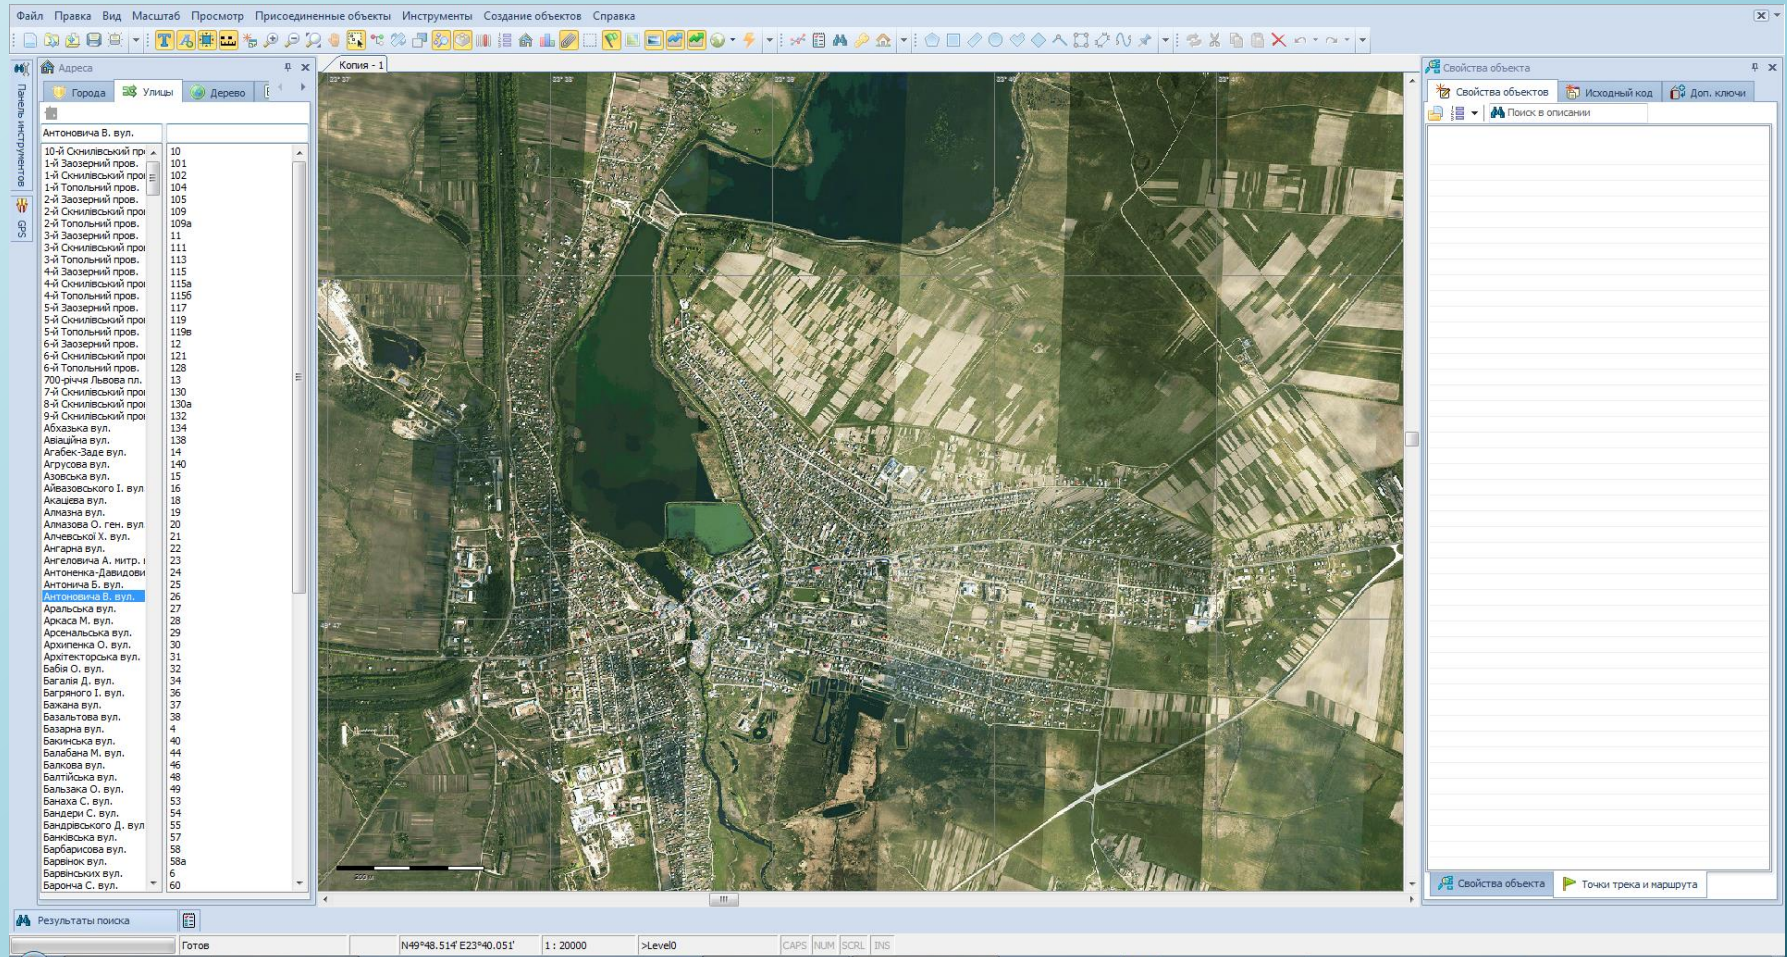 Файл Правка Вид Масштаб Просмотр Присоединенные объекты Инструменты Создание объектов Справка
Панель инструментов
GPS
Адреса
Города Улицы Дерево
Антоновича В. вул.
10-й Скнилівський про 10
1-й Заозерний пров. 101
1-й Скнилівський про 102
1-й Топольний пров. 104
2-й Заозерний пров. 105
2-й Скнилівський про 109
2-й Топольний пров. 109а
3-й Заозерний пров. 11
3-й Скнилівський про 111
3-й Топольний пров. 113
4-й Заозерний пров. 115
4-й Скнилівський про 115а
4-й Топольний пров. 115б
5-й Заозерний пров. 117
5-й Скнилівський про 119
5-й Топольний пров. 119в
6-й Заозерний пров. 12
6-й Скнилівський про 121
6-й Топольний пров. 128
700-річчя Львова пл. 13
7-й Скнилівський про 130
8-й Скнилівський про 130а
9-й Скнилівський про 132
Абхазька вул. 134
Авіаційна вул. 138
Агабек-Заде вул. 14
Агрусова вул. 140
Азовська вул. 15
Айвазовського І. вул 16
Акацієва вул. 18
Алмазна вул. 19
Алмазова О. ген. вул 20
Алчевської Х. вул. 21
Ангарна вул. 22
Ангеловича А. митр. 23
Антоненка-Давидови 24
Антонича Б. вул. 25
Антоновича В. вул. 26
Аральська вул. 27
Аркаса М. вул. 28
Арсенальська вул. 29
Архипенка О. вул. 30
Архітекторська вул. 31
Бабія О. вул. 32
Багалія Д. вул. 34
Багряного І. вул. 36
Бажана вул. 37
Базальтова вул. 38
Базарна вул. 4
Бакинська вул. 40
Балабана М. вул. 44
Балкова вул. 46
Балтійська вул. 48
Бальзака О. вул. 49
Банаха С. вул. 53
Бандери С. вул. 54
Бандрівського Д. вул 55
Банківська вул. 57
Барбарисова вул. 58
Барвінок вул. 58а
Барвінських вул. 6
Баронча С. вул. 60
Копия - 1
23° 37' 23° 38' 23° 39'
49° 47'
Свойства объекта
Свойства объектов Исходный код Доп. ключи
Поиск в описании
Свойства объекта Точки трека и маршрута
Результаты поиска
Готов N49°48.514' E23°40.051' 1 : 20000 >Level0 CAPS NUM SCRL INS